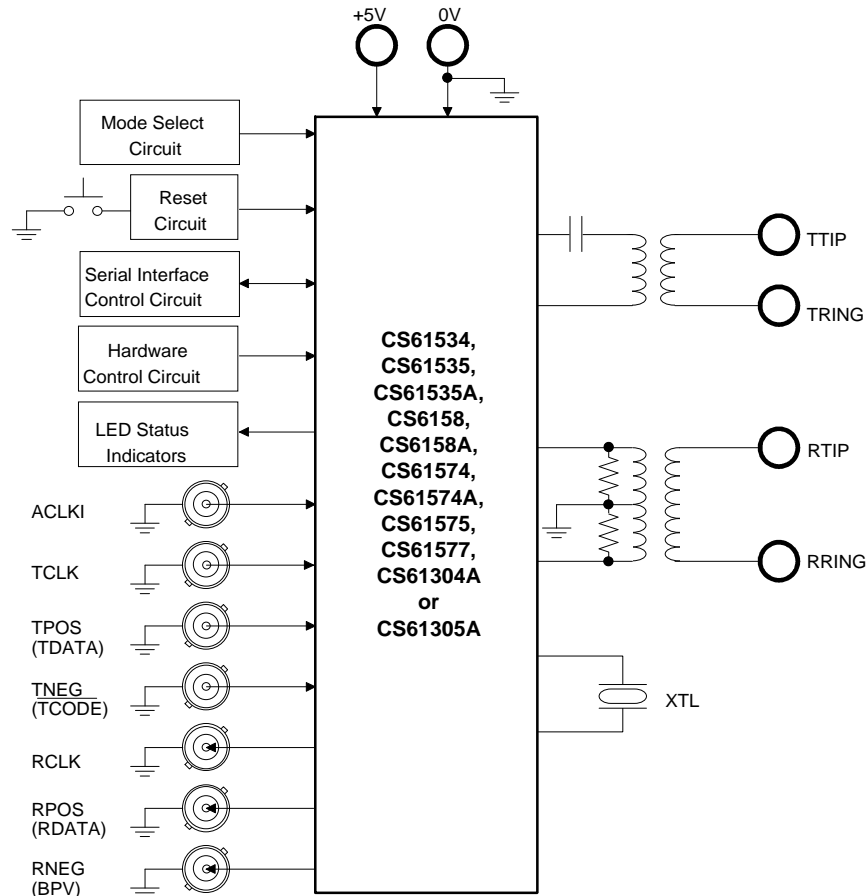 +5V
0V
Mode Select
Circuit
Reset
Circuit
Serial Interface
Control Circuit
Hardware
Control Circuit
LED Status
Indicators
ACLKI
TCLK
TPOS
(TDATA)
TNEG
(TCODE)
RCLK
RPOS
(RDATA)
RNEG
(BPV)
CS61534,
CS61535,
CS61535A,
CS6158,
CS6158A,
CS61574,
CS61574A,
CS61575,
CS61577,
CS61304A
or
CS61305A
TTIP
TRING
RTIP
RRING
XTL